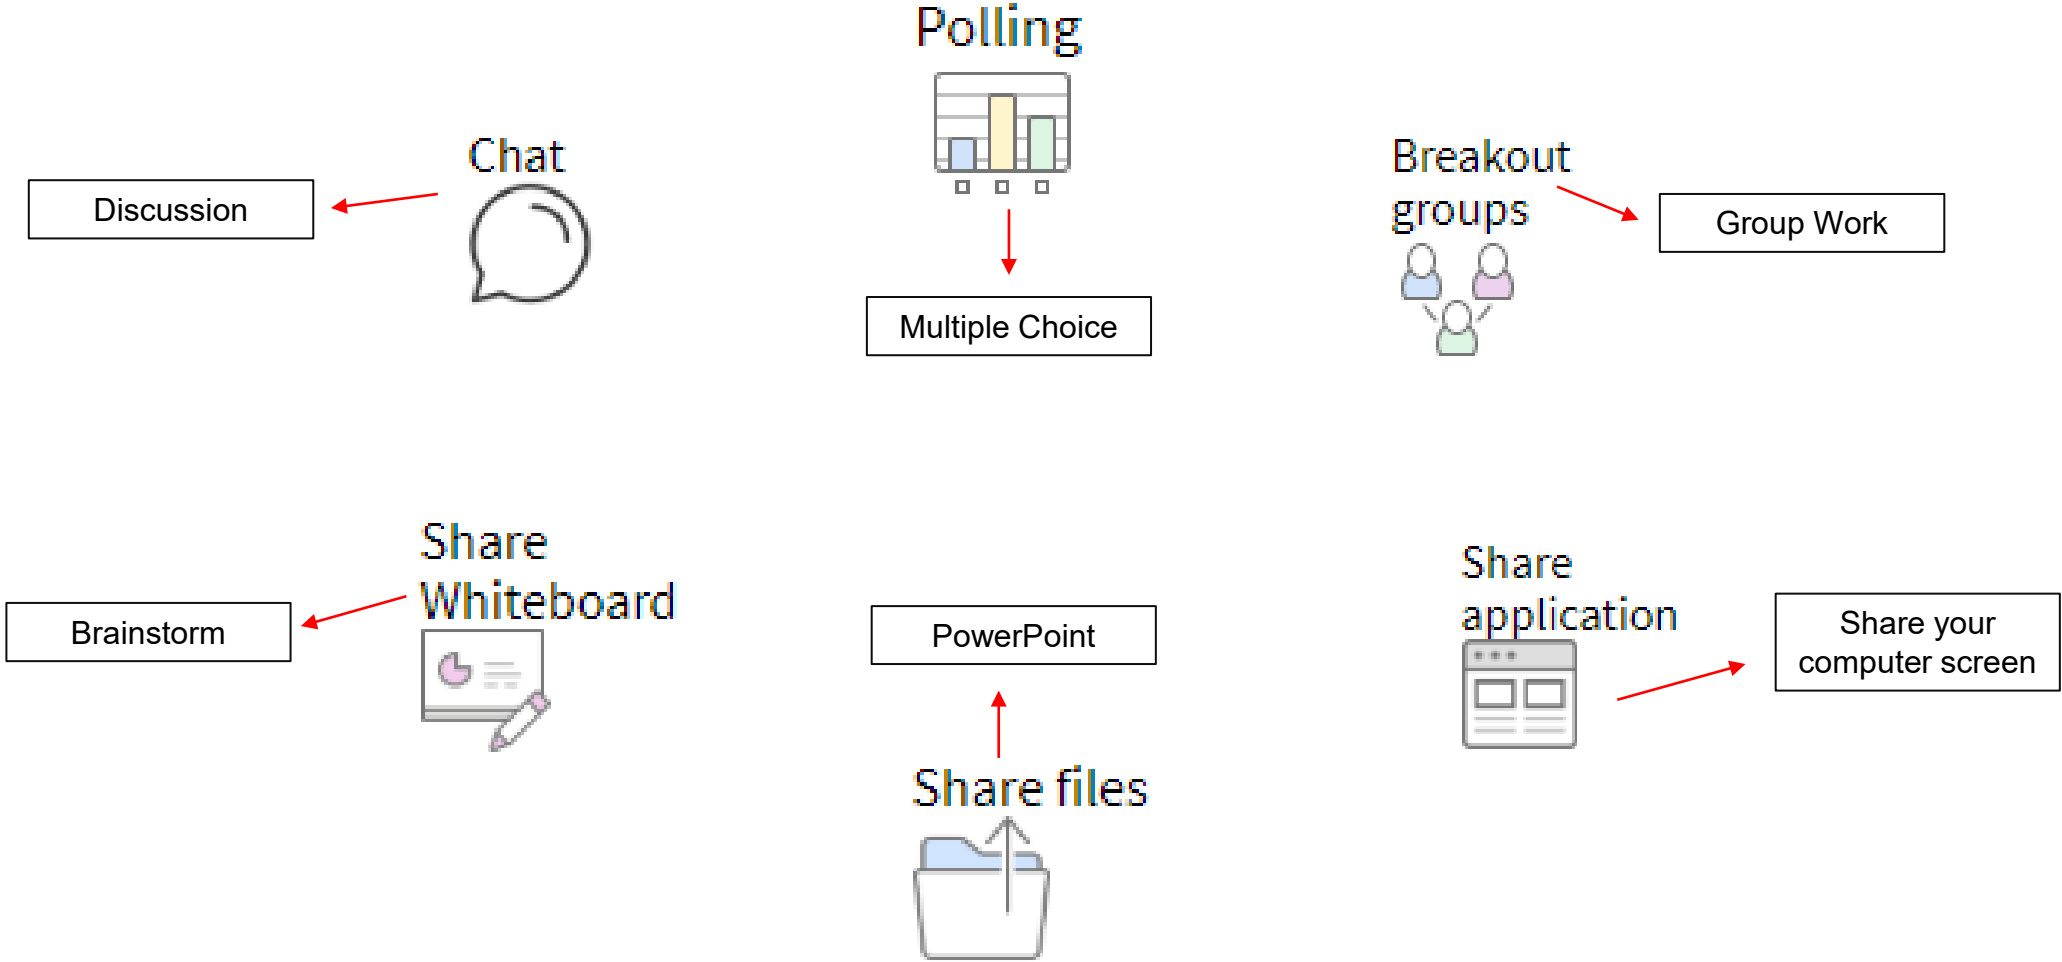 Polling
Chat
Breakout
groups
Discussion
Group Work
Multiple Choice
Share
Whiteboard
Share
application
Brainstorm
PowerPoint
Share your
computer screen
Share files